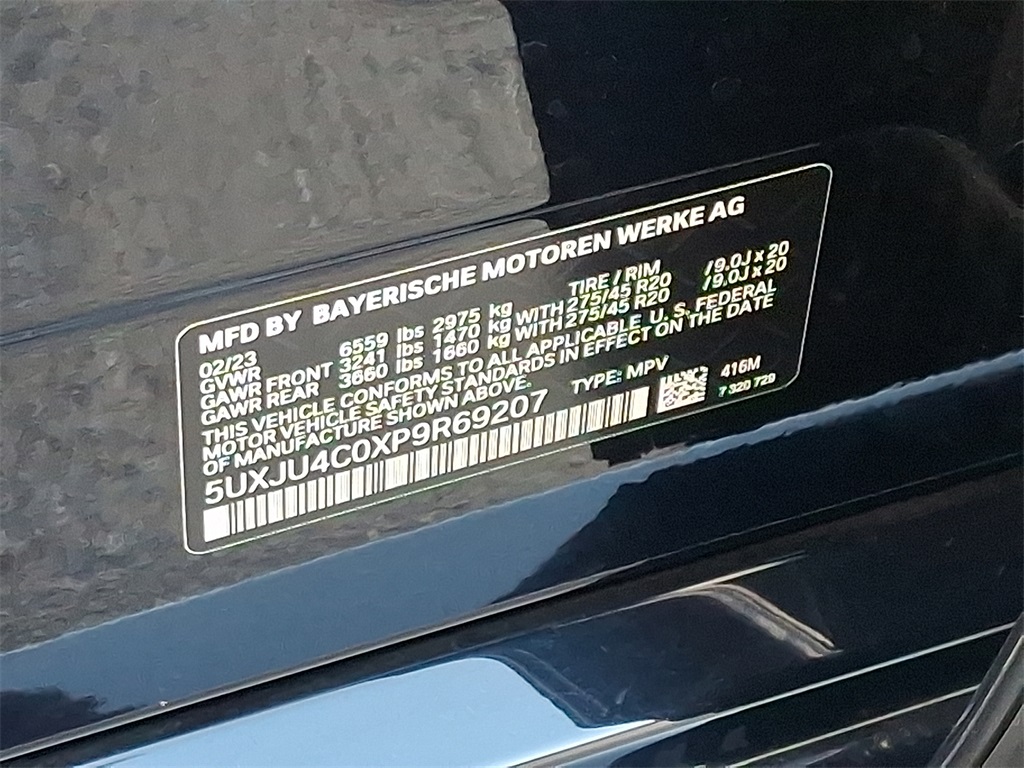 MFD BY BAYERISCHE MOTOREN WERKE AG
02/23 TIRE / RIM
GVWR 6559 lbs 2975 kg
GAWR FRONT 3241 lbs 1470 kg WITH 275/45 R20 /9.0J x 20
GAWR REAR 3660 lbs 1660 kg WITH 275/45 R20 /9.0J x 20
THIS VEHICLE CONFORMS TO ALL APPLICABLE U. S. FEDERAL
MOTOR VEHICLE SAFETY STANDARDS IN EFFECT ON THE DATE
OF MANUFACTURE SHOWN ABOVE.
TYPE: MPV 416M
5UXJU4C0XP9R69207
7 320 729